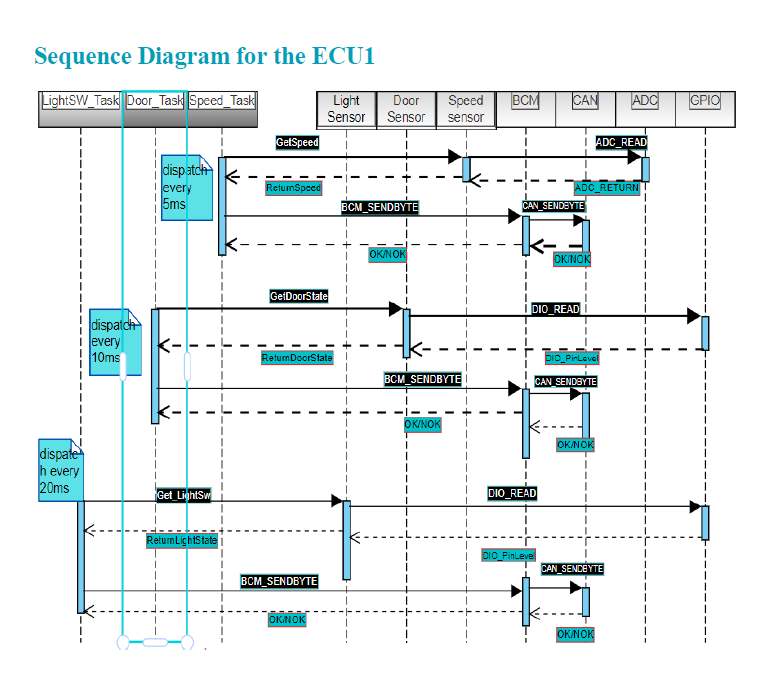 Sequence Diagram for the ECU1
LightSW_Task Door_Task Speed_Task
Light
Sensor
Door
Sensor
Speed
sensor
BCM CAN ADC GPIO
GetSpeed ADC_READ
dispatch
every
5ms
ReturnSpeed ADC_RETURN
BCM_SENDBYTE CAN_SENDBYTE
OK/NOK OK/NOK
GetDoorState
DIO_READ
dispatch
every
10ms
ReturnDoorState DIO_PinLevel
BCM_SENDBYTE CAN_SENDBYTE
OK/NOK
OK/NOK
dispatc
h every
20ms
Get_LightSw DIO_READ
ReturnLightState
DIO_PinLevel
CAN_SENDBYTE
BCM_SENDBYTE
OK/NOK
OK/NOK